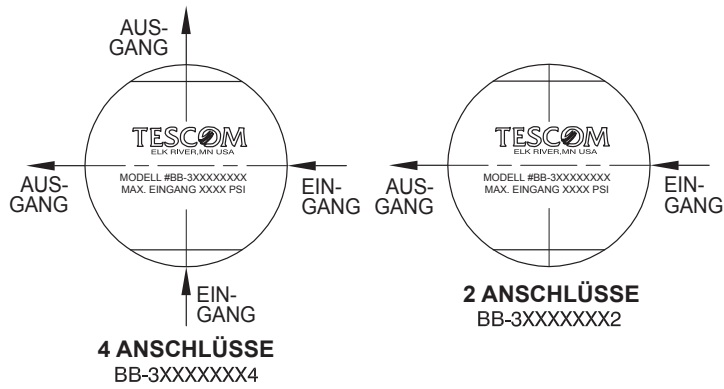 AUS-
GANG
TESCOM
ELK RIVER,MN USA
MODELL #BB-3XXXXXXXX
MAX. EINGANG XXXX PSI
AUS-
GANG
EIN-
GANG
EIN-
GANG
4 ANSCHLÜSSE
BB-3XXXXXXX4
TESCOM
ELK RIVER,MN USA
MODELL #BB-3XXXXXXXX
MAX. EINGANG XXXX PSI
AUS-
GANG
EIN-
GANG
2 ANSCHLÜSSE
BB-3XXXXXXX2